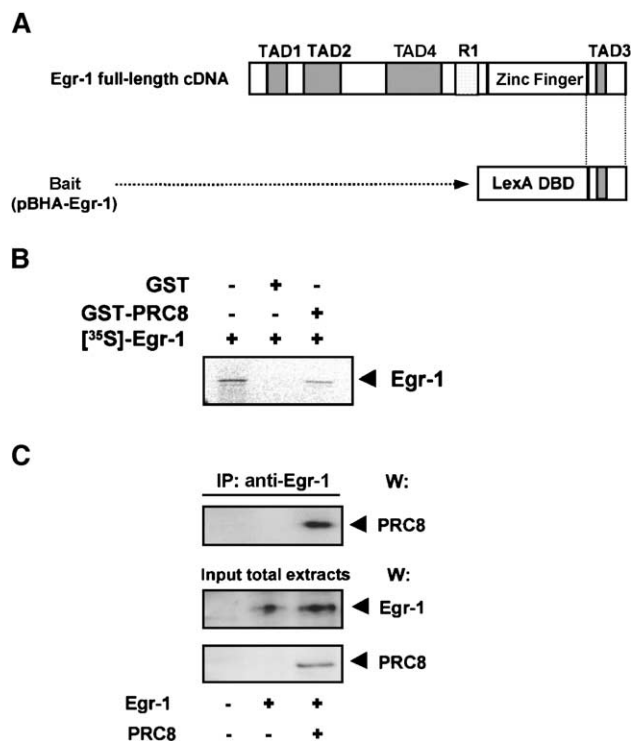 A
TAD1 TAD2 TAD4 R1 TAD3
Egr-1 full-length cDNA
Zinc Finger
Bait
(pBHA-Egr-1)
LexA DBD
B
GST - + -
GST-PRC8 - - +
[35S]-Egr-1 + + +
Egr-1
C
IP: anti-Egr-1 W:
PRC8
Input total extracts W:
Egr-1
PRC8
Egr-1 - + +
PRC8 - - +